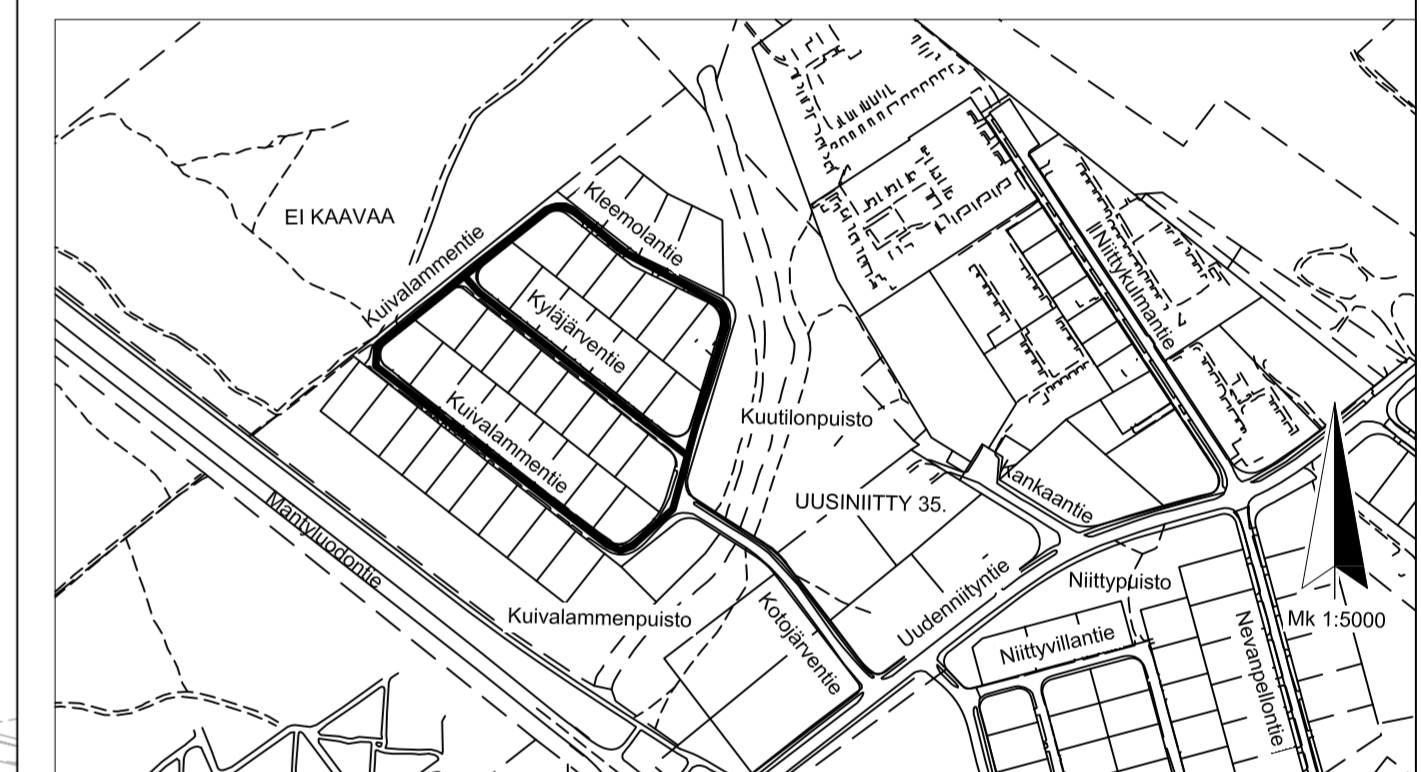 EI KAAVAA
Kleemolantie
Kuivalammentie
Niittykulmantie
Kyläjärventie
Kuivalammentie
Kuutilonpuisto
UUSINIITTY 35.
Kankaantie
Mäntyluodontie
Kuivalammenpuisto
Kotojärventie
Uudenniityntie
Niittypuisto
Niittyvillantie
Nevanpellontie
Mk 1:5000